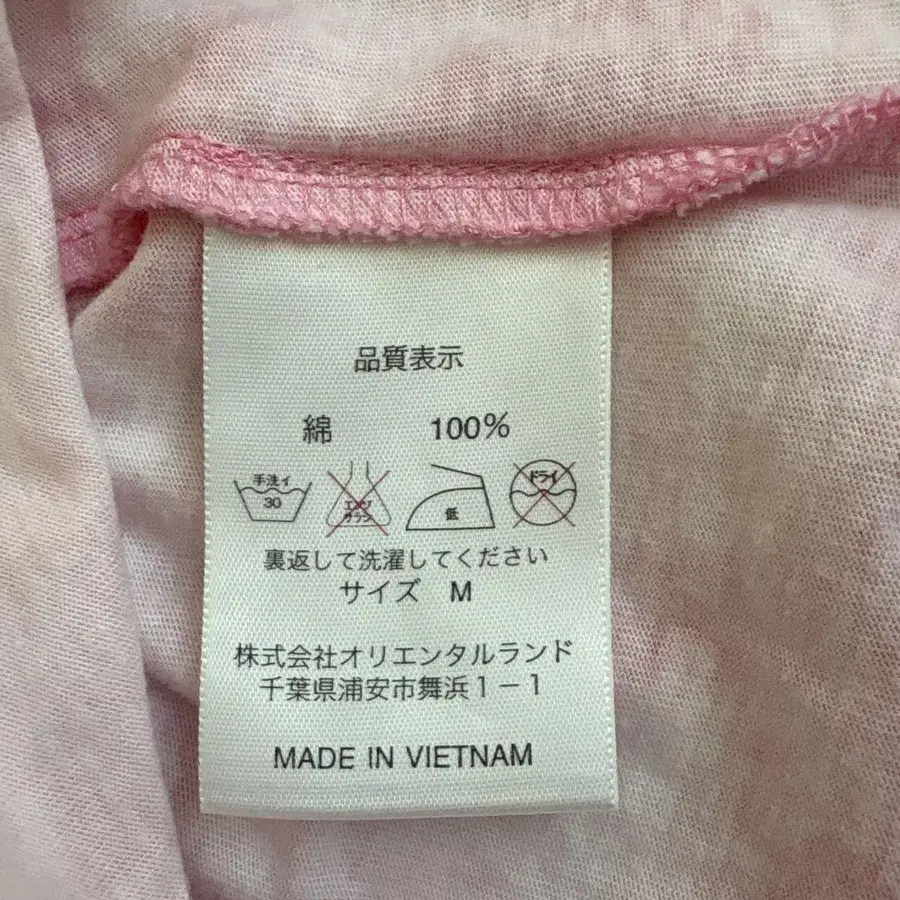 品質表示
綿 100%
手洗イ 30 エンソ サラシ 低 ドライ
裏返して洗濯してください
サイズ M
株式会社オリエンタルランド
千葉県浦安市舞浜1-1
MADE IN VIETNAM